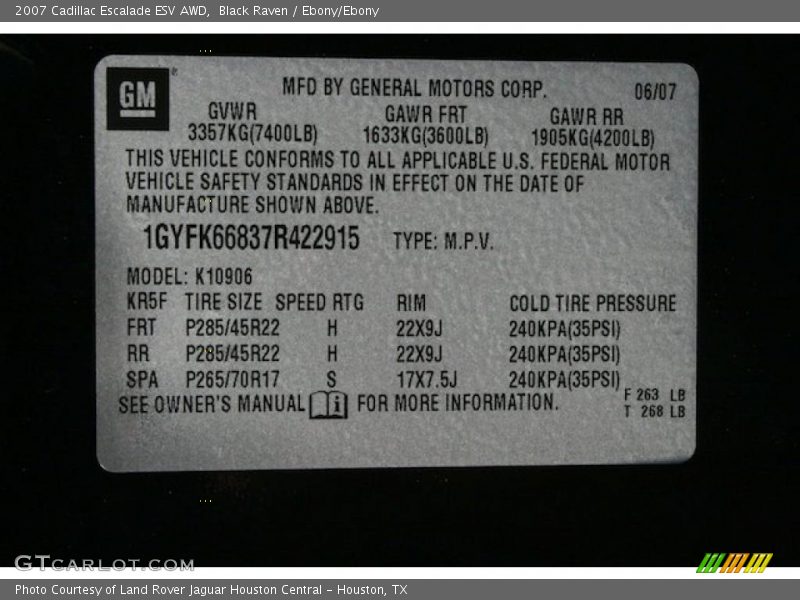 2007 Cadillac Escalade ESV AWD, Black Raven / Ebony/Ebony
GM®
MFD BY GENERAL MOTORS CORP. 06/07
GVWR GAWR FRT GAWR RR
3357KG(7400LB) 1633KG(3600LB) 1905KG(4200LB)
THIS VEHICLE CONFORMS TO ALL APPLICABLE U.S. FEDERAL MOTOR
VEHICLE SAFETY STANDARDS IN EFFECT ON THE DATE OF
MANUFACTURE SHOWN ABOVE.
1GYFK66837R422915 TYPE: M.P.V.
MODEL: K10906
KR5F TIRE SIZE SPEED RTG RIM COLD TIRE PRESSURE
FRT P285/45R22 H 22X9J 240KPA(35PSI)
RR P285/45R22 H 22X9J 240KPA(35PSI)
SPA P265/70R17 S 17X7.5J 240KPA(35PSI)
SEE OWNER'S MANUAL i FOR MORE INFORMATION.
F 263 LB
T 268 LB
GTCARLOT.COM
Photo Courtesy of Land Rover Jaguar Houston Central – Houston, TX